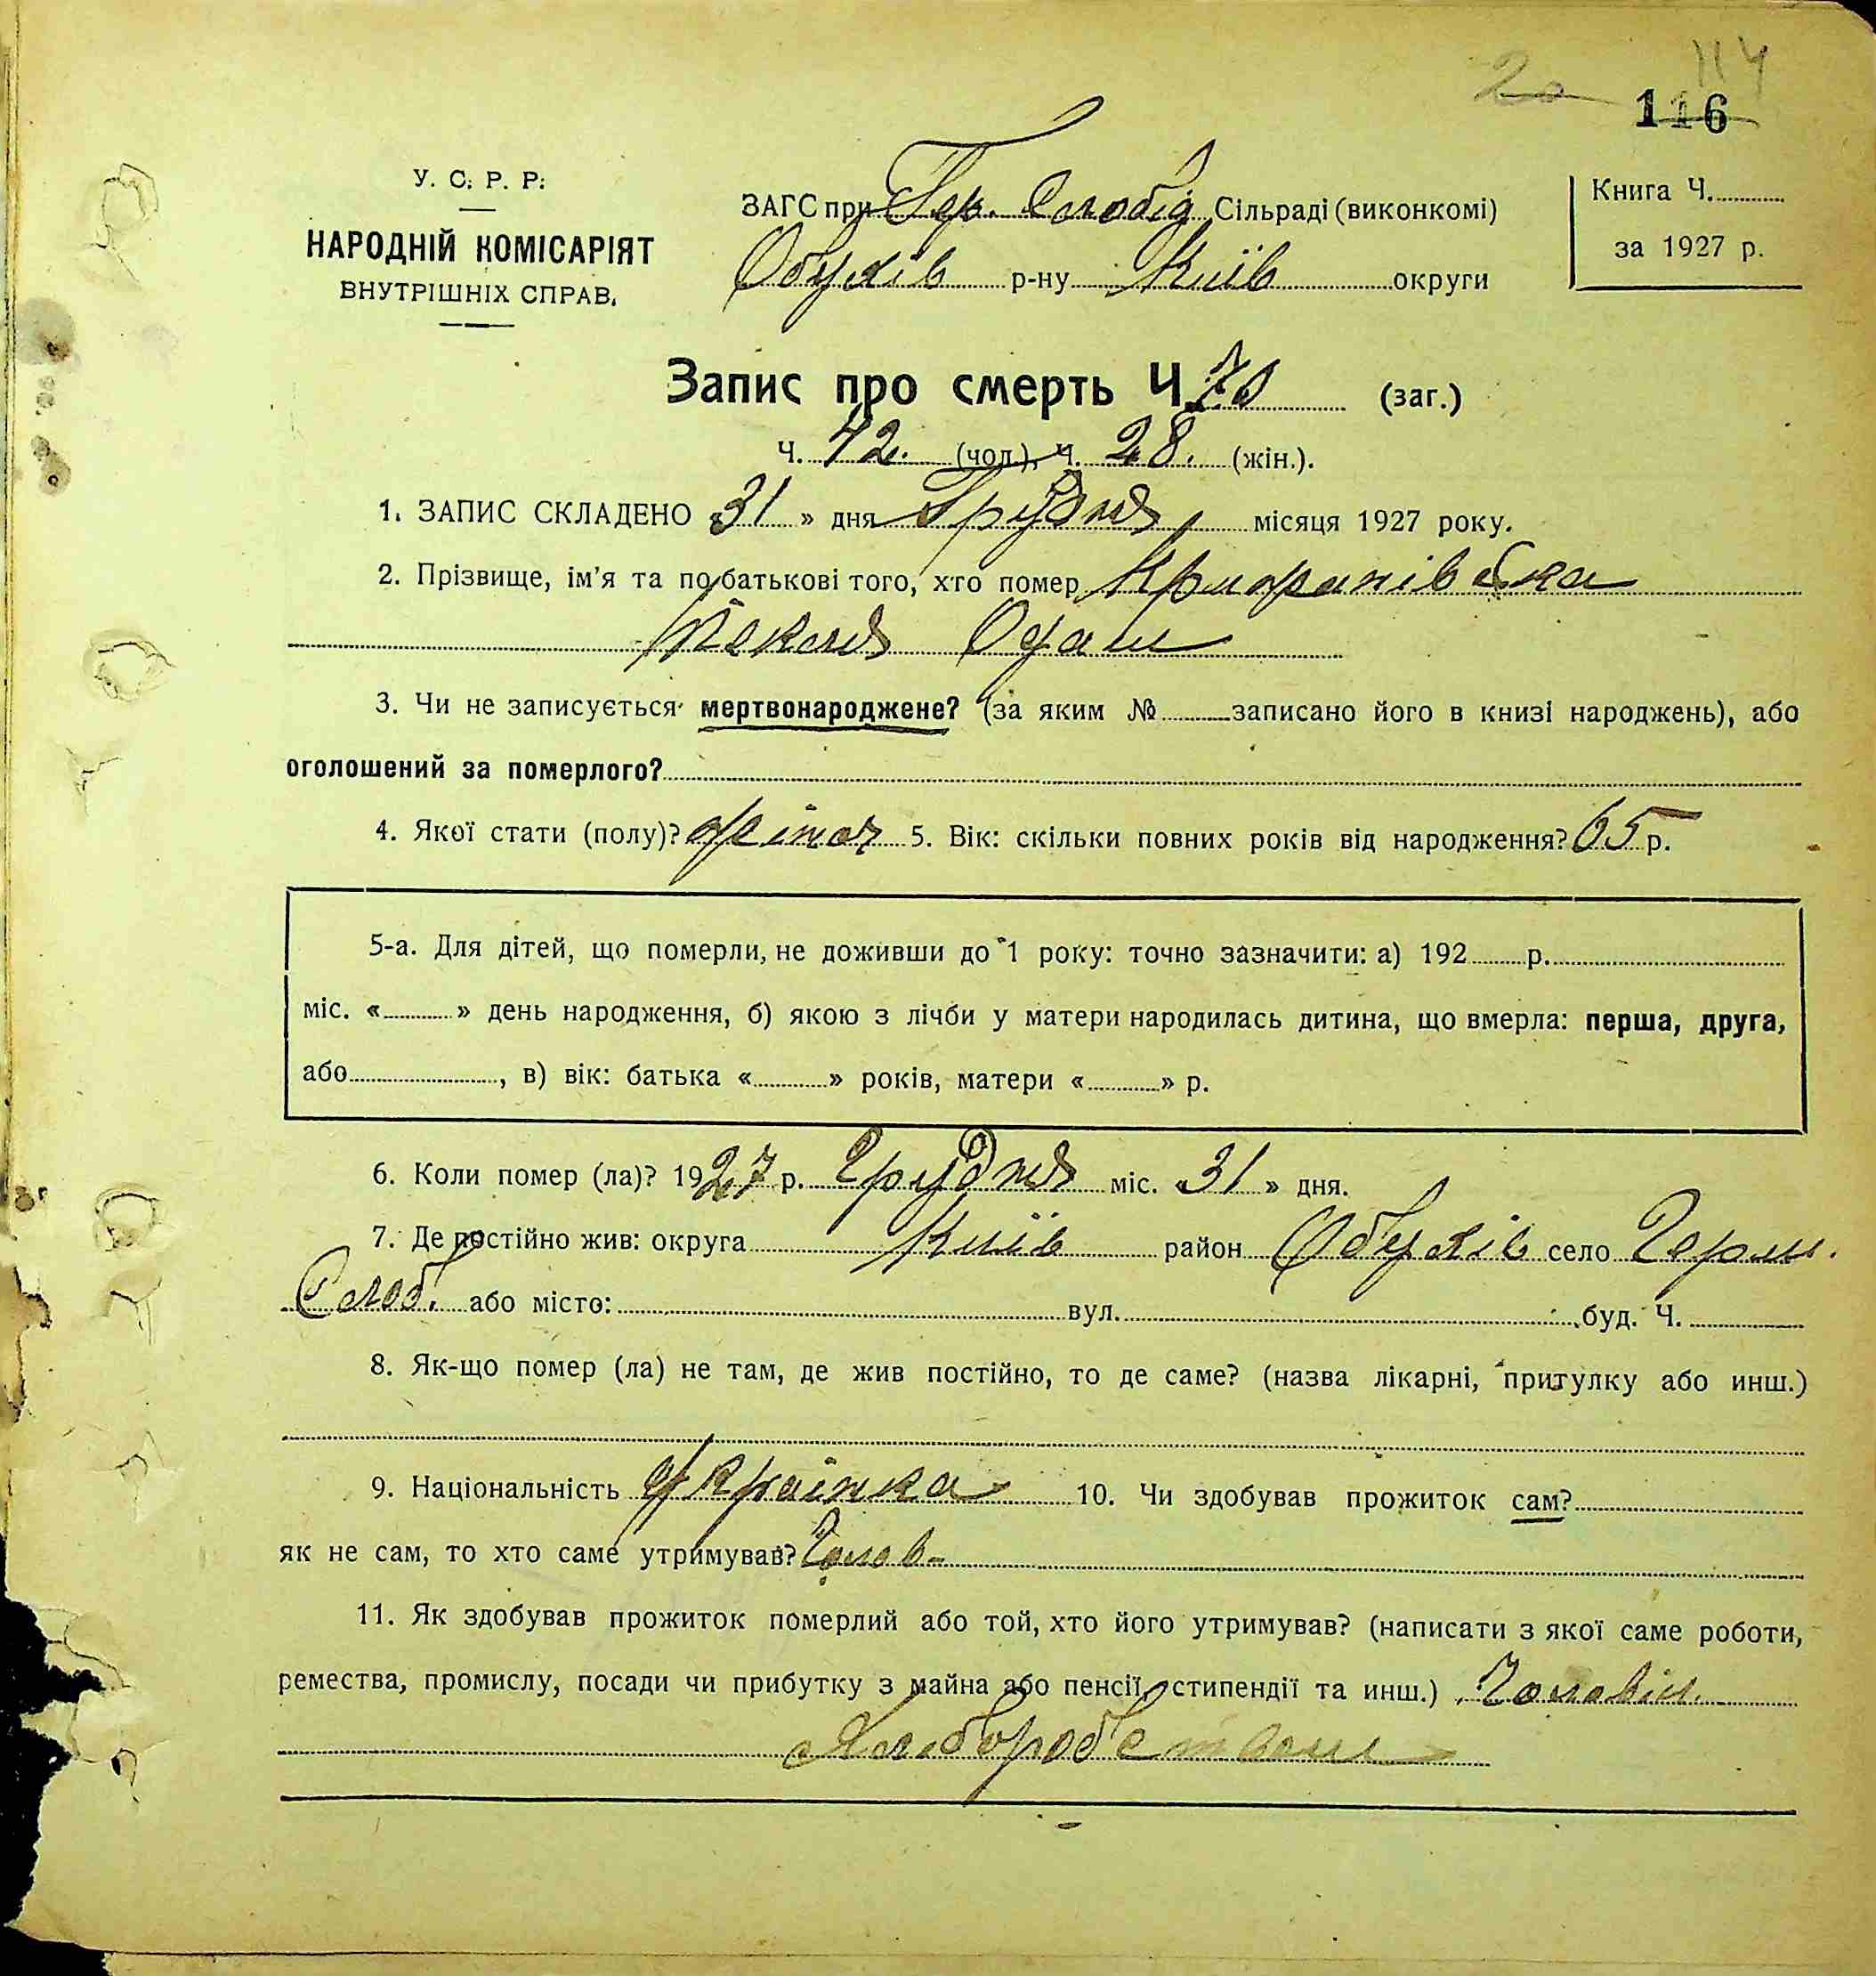 20 114
116
У. С. Р. Р.
НАРОДНІЙ КОМІСАРІЯТ
ВНУТРІШНІХ СПРАВ.
ЗАГС при Гер. Слобід Сільраді (виконкомі)
Обухів р-ну Київ округи
Книга Ч.
за 1927 р.
Запис про смерть Ч. 70 (заг.)
Ч. 42. (чол.), Ч. 28. (жін.).
1. ЗАПИС СКЛАДЕНО «31» дня Грудня місяця 1927 року.
2. Прізвище, ім'я та по батькові того, хто помер
Текля
3. Чи не записується мертвонароджене? (за яким № записано його в книзі народжень), або
оголошений за померлого?
4. Якої стати (полу)? жіноч 5. Вік: скільки повних років від народження? 65 р.
5-а. Для дітей, що померли, не доживши до 1 року: точно зазначити: а) 192 р.
міс. « » день народження, б) якою з лічби у матери народилась дитина, що вмерла: перша, друга,
або , в) вік: батька « » років, матери « » р.
6. Коли помер (ла)? 1927 р. Грудня міс. «31» дня.
7. Де постійно жив: округа Київ район Обухів село Герм.
Слоб. або місто: вул. буд. Ч.
8. Як-що помер (ла) не там, де жив постійно, то де саме? (назва лікарні, притулку або инш.)
9. Національність Українка 10. Чи здобував прожиток сам?
як не сам, то хто саме утримував? Чолов-
11. Як здобував прожиток померлий або той, хто його утримував? (написати з якої саме роботи,
ремества, промислу, посади чи прибутку з майна або пенсії, стипендії та инш.) Чоловік.
Хліборобством